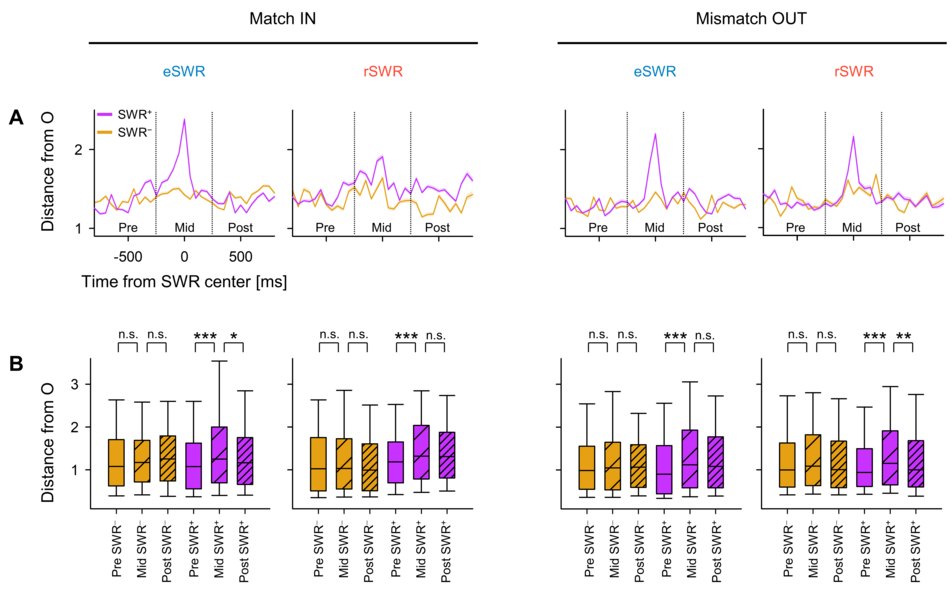 Match IN
Mismatch OUT
eSWR
rSWR
eSWR
rSWR
A
Distance from O
SWR⁺
SWR⁻
2
1
Pre
Mid
Post
Pre
Mid
Post
Pre
Mid
Post
Pre
Mid
Post
-500
0
500
Time from SWR center [ms]
B
Distance from O
n.s.
n.s.
***
*
n.s.
n.s.
***
n.s.
n.s.
n.s.
***
n.s.
n.s.
n.s.
***
**
3
2
1
Pre SWR⁻
Mid SWR⁻
Post SWR⁻
Pre SWR⁺
Mid SWR⁺
Post SWR⁺
Pre SWR⁻
Mid SWR⁻
Post SWR⁻
Pre SWR⁺
Mid SWR⁺
Post SWR⁺
Pre SWR⁻
Mid SWR⁻
Post SWR⁻
Pre SWR⁺
Mid SWR⁺
Post SWR⁺
Pre SWR⁻
Mid SWR⁻
Post SWR⁻
Pre SWR⁺
Mid SWR⁺
Post SWR⁺